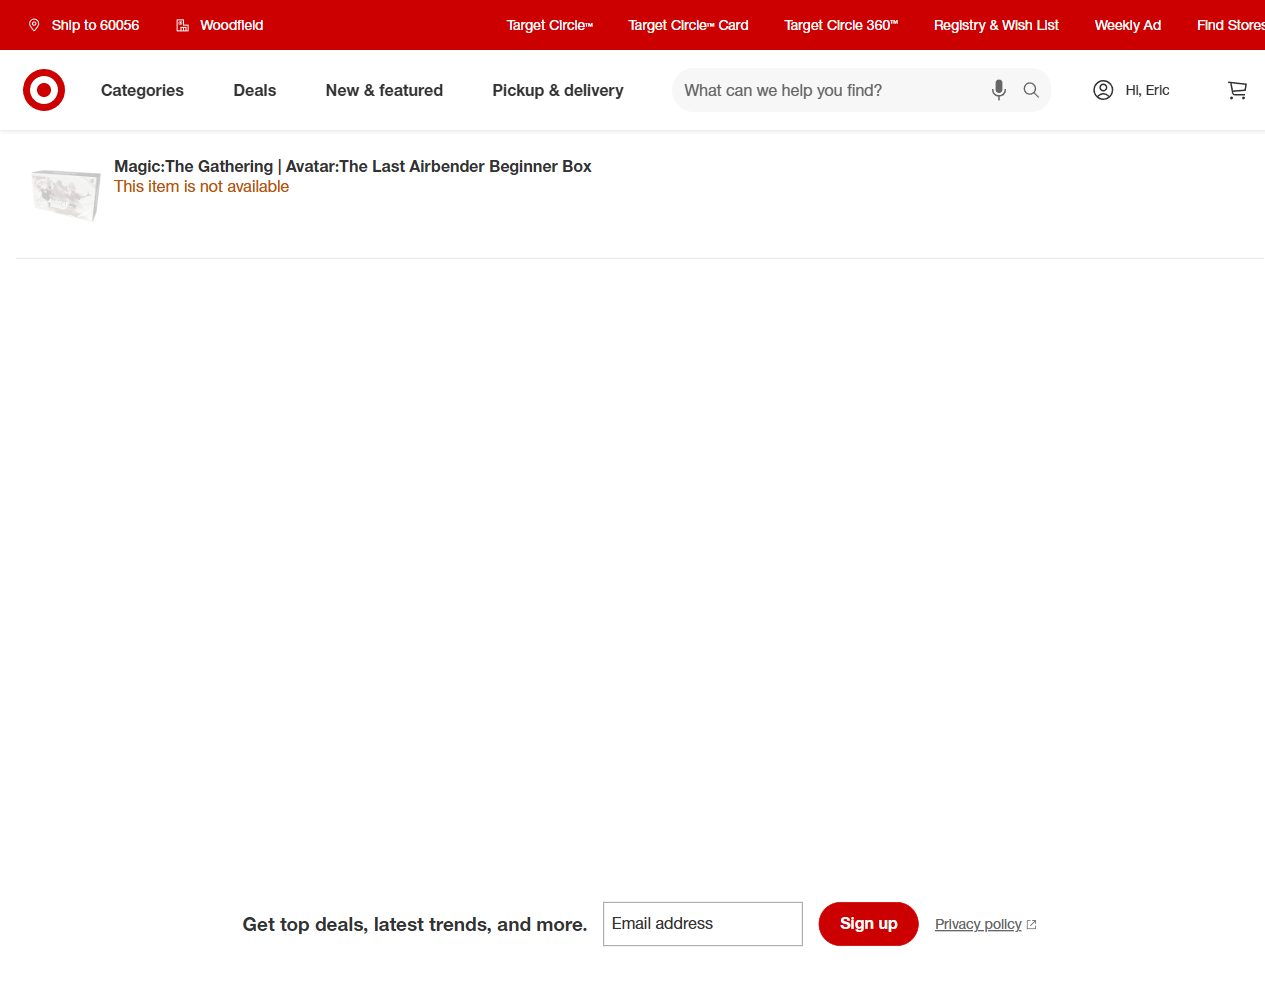 Ship to 60056
Woodfield
Target Circle™
Target Circle™ Card
Target Circle 360™
Registry & Wish List
Weekly Ad
Find Stores
Categories
Deals
New & featured
Pickup & delivery
What can we help you find?
Hi, Eric
Magic:The Gathering | Avatar:The Last Airbender Beginner Box
This item is not available
Get top deals, latest trends, and more.
Email address
Sign up
Privacy policy